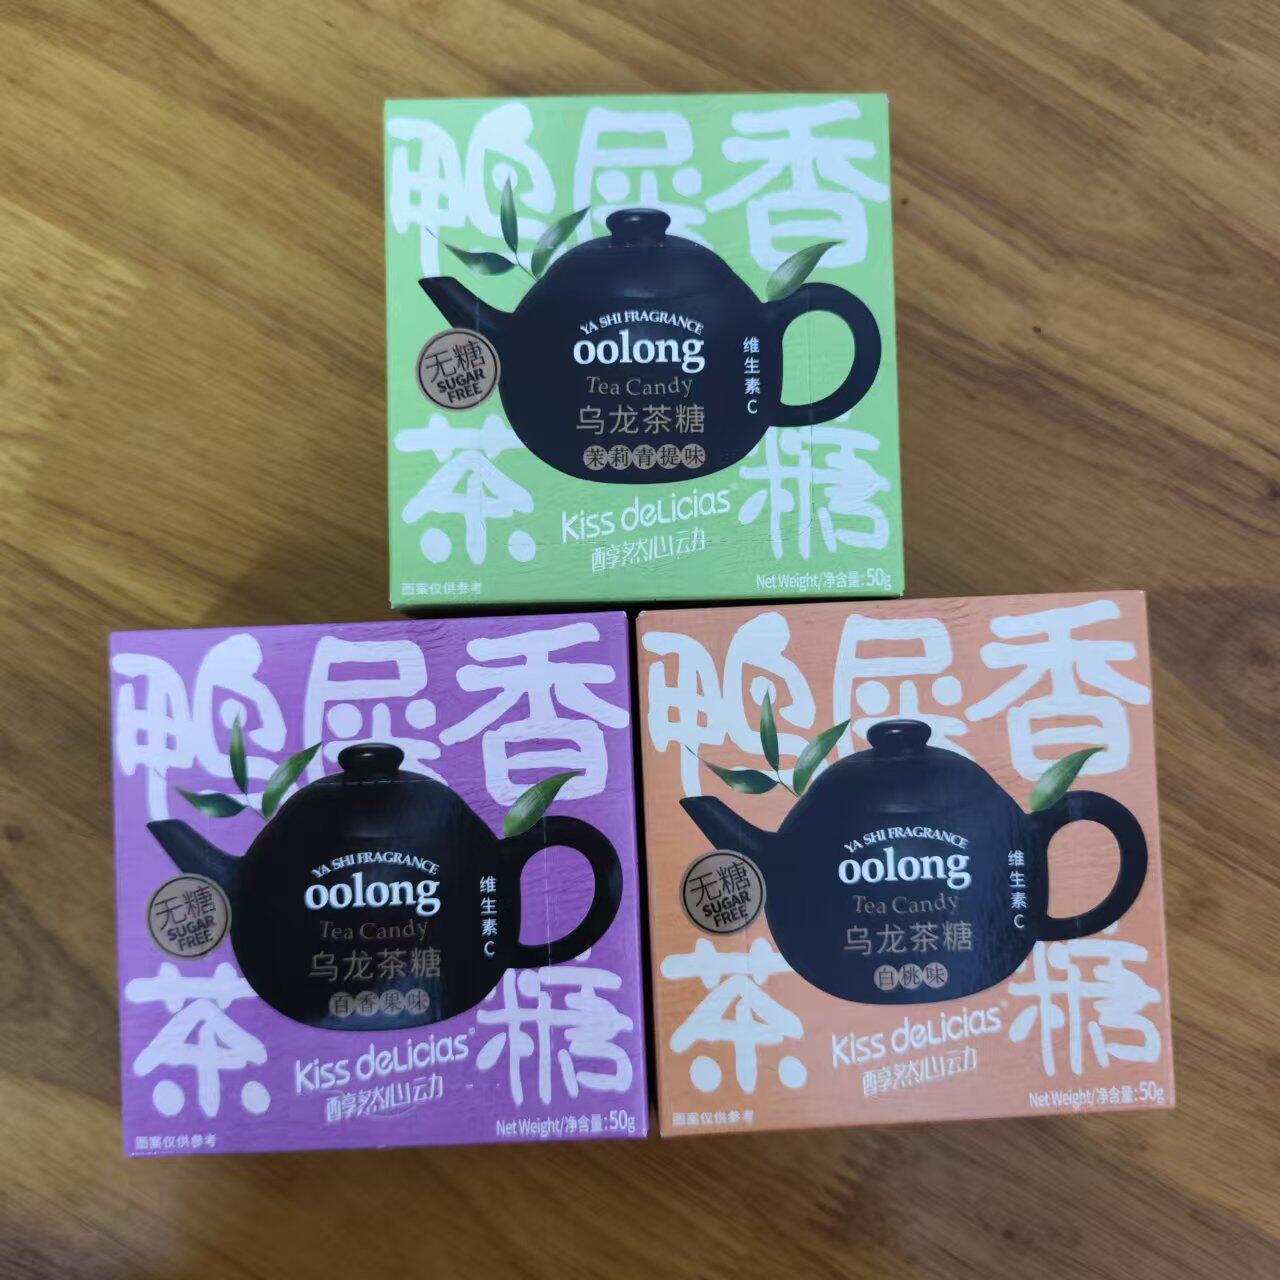 鸭屎香
YA SHI FRAGRANCE
oolong
Tea Candy
乌龙茶糖
茉莉青提味
维生素C
无糖
SUGAR
FREE
茶糖
Kiss deLicias®
醇然心动
图案仅供参考
Net Weight/净含量:50g
鸭屎香
YA SHI FRAGRANCE
oolong
Tea Candy
乌龙茶糖
百香果味
维生素C
无糖
SUGAR
FREE
茶糖
Kiss deLicias®
醇然心动
图案仅供参考
Net Weight/净含量:50g
鸭屎香
YA SHI FRAGRANCE
oolong
Tea Candy
乌龙茶糖
白桃味
维生素C
无糖
SUGAR
FREE
茶糖
Kiss deLicias®
醇然心动
图案仅供参考
Net Weight/净含量:50g